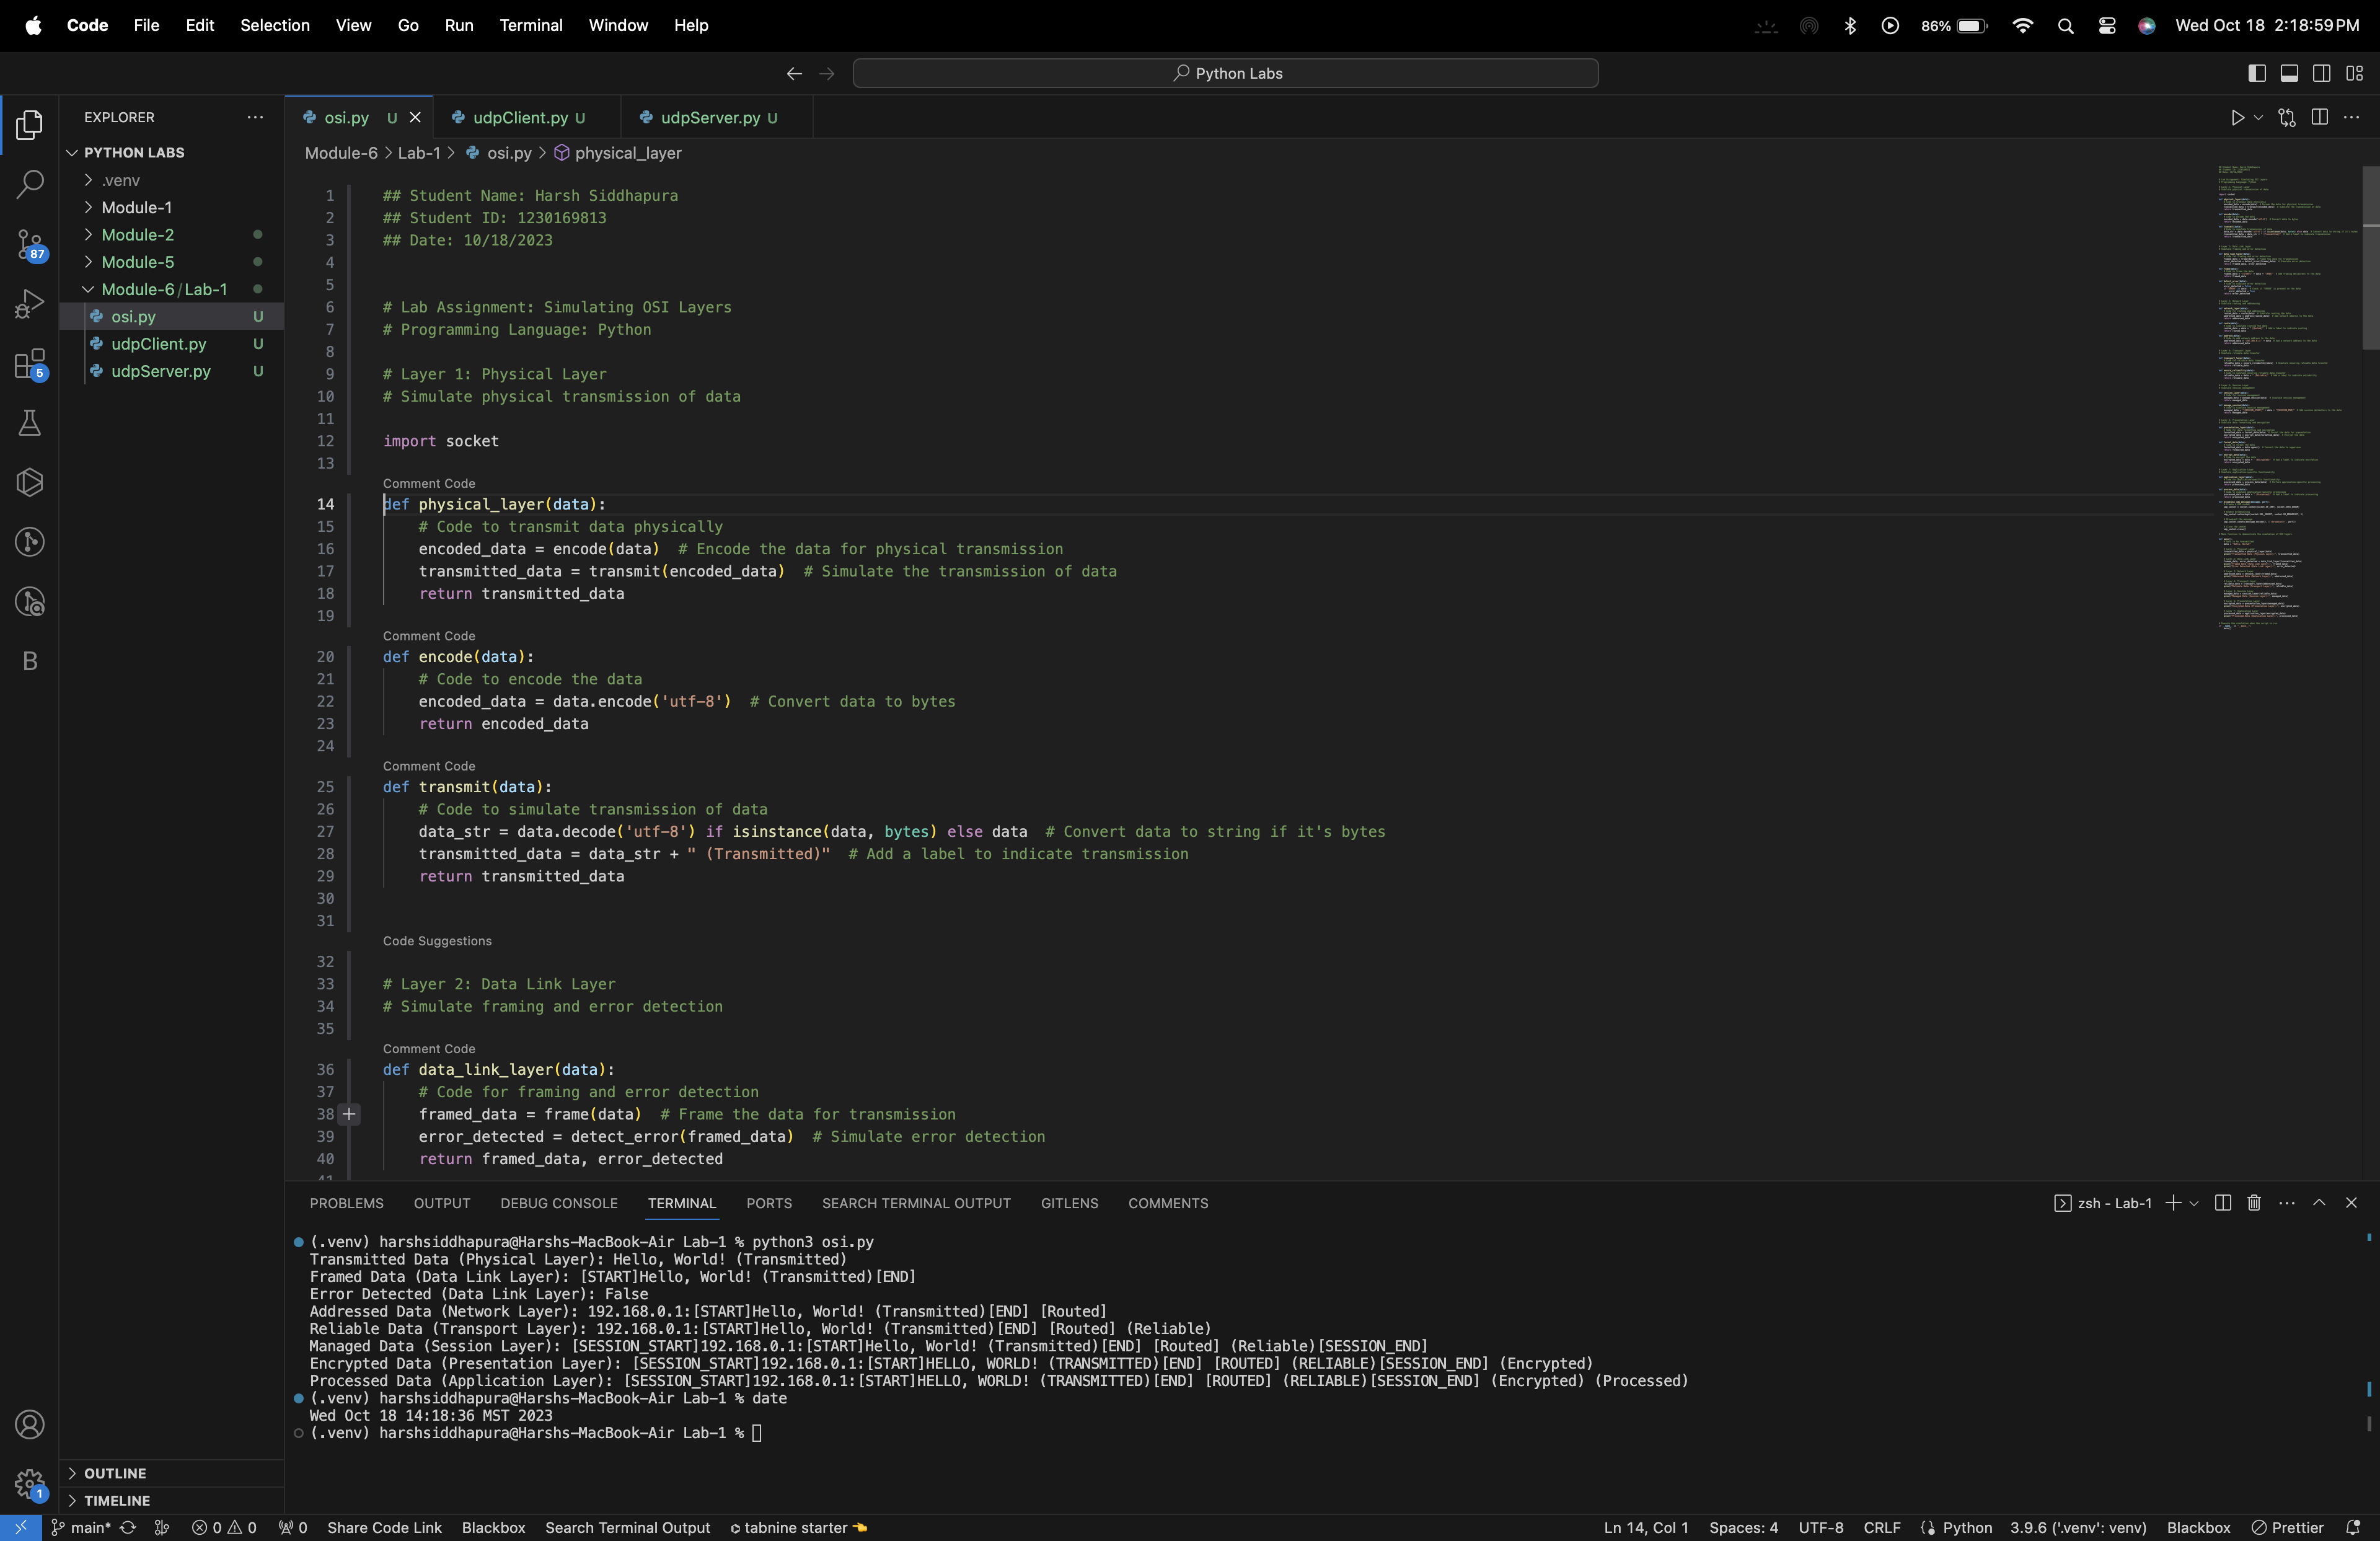 Code File Edit Selection View Go Run Terminal Window Help
86% Wed Oct 18 2:18:59 PM
Python Labs
EXPLORER
PYTHON LABS
.venv
Module-1
Module-2
Module-5
Module-6/Lab-1
osi.py U
udpClient.py U
udpServer.py U
OUTLINE
TIMELINE
87
5
B
1
osi.py U udpClient.py U udpServer.py U
Module-6 > Lab-1 > osi.py > physical_layer
1 ## Student Name: Harsh Siddhapura
2 ## Student ID: 1230169813
3 ## Date: 10/18/2023
4
5
6 # Lab Assignment: Simulating OSI Layers
7 # Programming Language: Python
8
9 # Layer 1: Physical Layer
10 # Simulate physical transmission of data
11
12 import socket
13
Comment Code
14 def physical_layer(data):
15 # Code to transmit data physically
16 encoded_data = encode(data) # Encode the data for physical transmission
17 transmitted_data = transmit(encoded_data) # Simulate the transmission of data
18 return transmitted_data
19
Comment Code
20 def encode(data):
21 # Code to encode the data
22 encoded_data = data.encode('utf-8') # Convert data to bytes
23 return encoded_data
24
Comment Code
25 def transmit(data):
26 # Code to simulate transmission of data
27 data_str = data.decode('utf-8') if isinstance(data, bytes) else data # Convert data to string if it's bytes
28 transmitted_data = data_str + " (Transmitted)" # Add a label to indicate transmission
29 return transmitted_data
30
31
Code Suggestions
32
33 # Layer 2: Data Link Layer
34 # Simulate framing and error detection
35
Comment Code
36 def data_link_layer(data):
37 # Code for framing and error detection
38 framed_data = frame(data) # Frame the data for transmission
39 error_detected = detect_error(framed_data) # Simulate error detection
40 return framed_data, error_detected
41
PROBLEMS OUTPUT DEBUG CONSOLE TERMINAL PORTS SEARCH TERMINAL OUTPUT GITLENS COMMENTS
zsh - Lab-1
(.venv) harshsiddhapura@Harshs-MacBook-Air Lab-1 % python3 osi.py
Transmitted Data (Physical Layer): Hello, World! (Transmitted)
Framed Data (Data Link Layer): [START]Hello, World! (Transmitted)[END]
Error Detected (Data Link Layer): False
Addressed Data (Network Layer): 192.168.0.1:[START]Hello, World! (Transmitted)[END] [Routed]
Reliable Data (Transport Layer): 192.168.0.1:[START]Hello, World! (Transmitted)[END] [Routed] (Reliable)
Managed Data (Session Layer): [SESSION_START]192.168.0.1:[START]Hello, World! (Transmitted)[END] [Routed] (Reliable)[SESSION_END]
Encrypted Data (Presentation Layer): [SESSION_START]192.168.0.1:[START]HELLO, WORLD! (TRANSMITTED)[END] [ROUTED] (RELIABLE)[SESSION_END] (Encrypted)
Processed Data (Application Layer): [SESSION_START]192.168.0.1:[START]HELLO, WORLD! (TRANSMITTED)[END] [ROUTED] (RELIABLE)[SESSION_END] (Encrypted) (Processed)
(.venv) harshsiddhapura@Harshs-MacBook-Air Lab-1 % date
Wed Oct 18 14:18:36 MST 2023
(.venv) harshsiddhapura@Harshs-MacBook-Air Lab-1 %
main* 0 0 0 Share Code Link Blackbox Search Terminal Output tabnine starter
Ln 14, Col 1 Spaces: 4 UTF-8 CRLF Python 3.9.6 ('.venv': venv) Blackbox Prettier